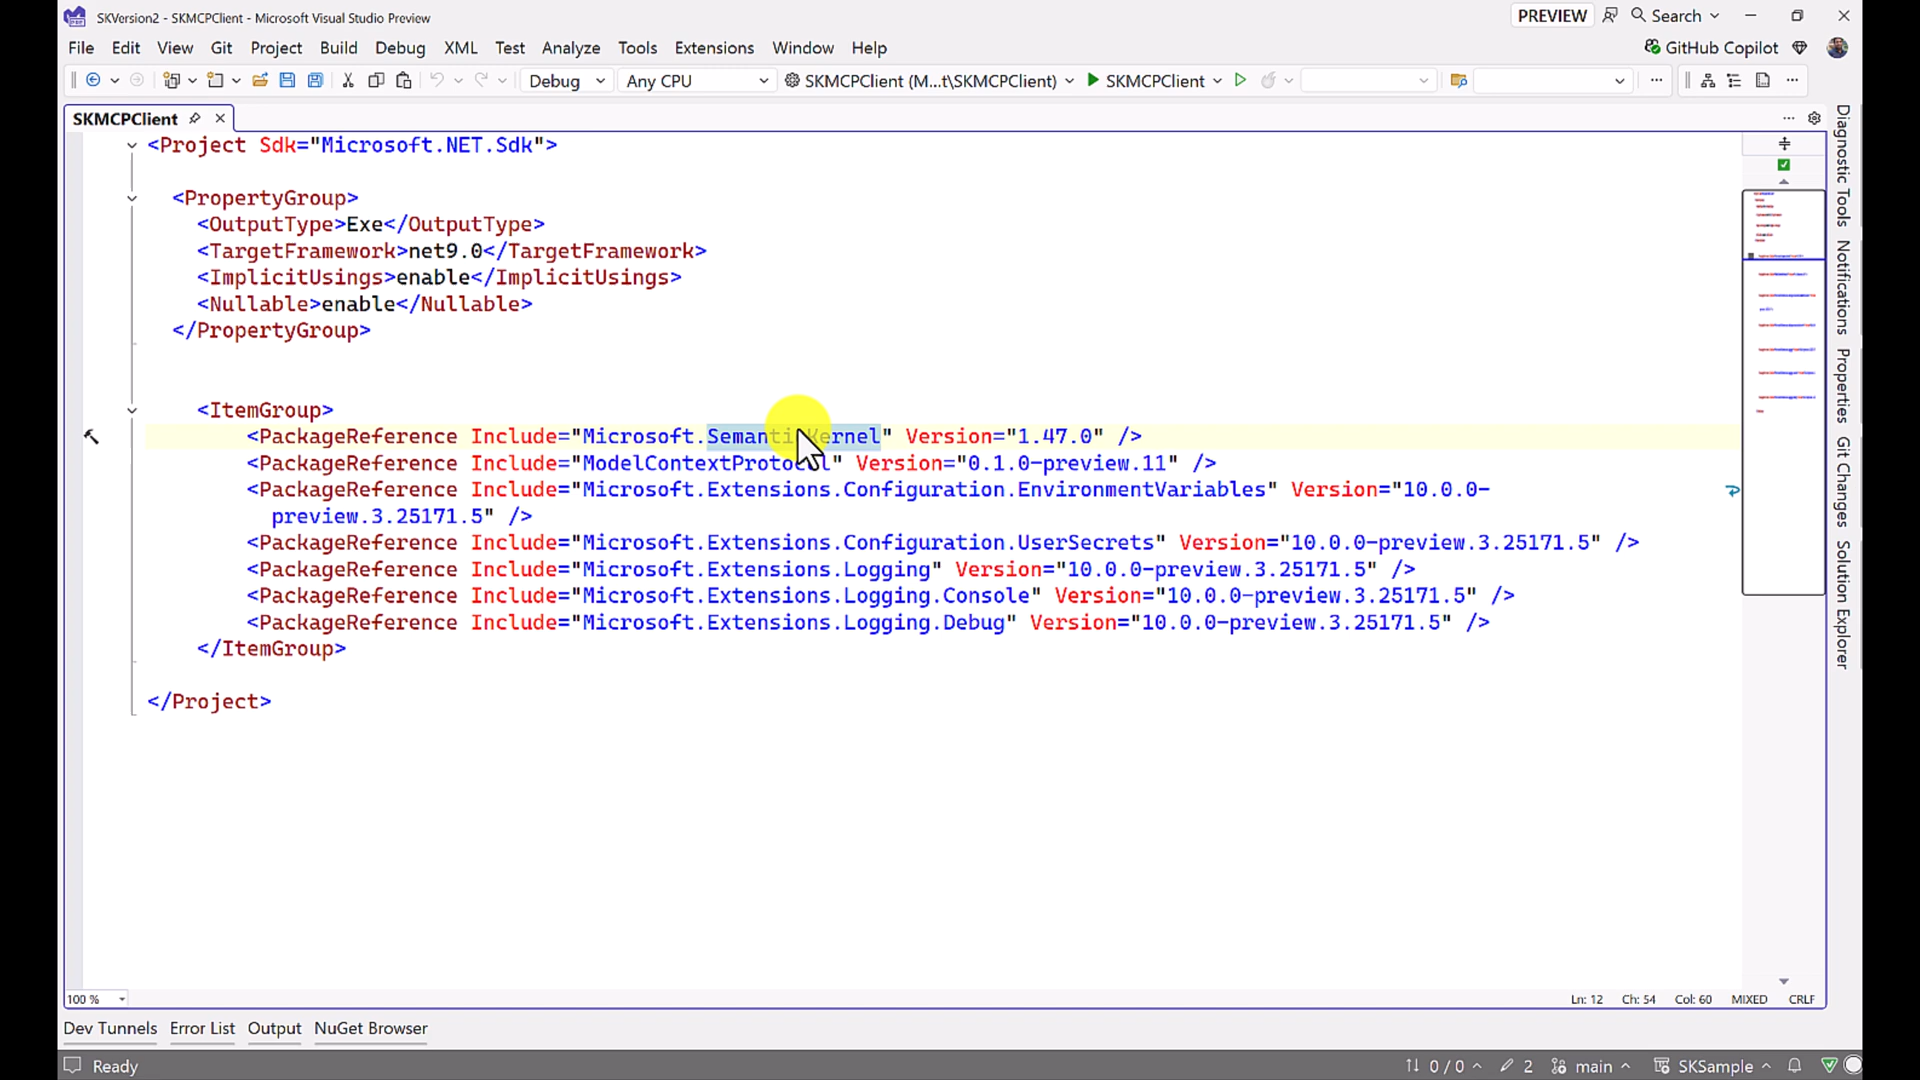 SKVersion2 - SKMCPClient - Microsoft Visual Studio Preview
PREVIEW
Search
File Edit View Git Project Build Debug XML Test Analyze Tools Extensions Window Help
GitHub Copilot
Debug Any CPU SKMCPClient (M...t\SKMCPClient) SKMCPClient
SKMCPClient
<Project Sdk="Microsoft.NET.Sdk">
<PropertyGroup>
<OutputType>Exe</OutputType>
<TargetFramework>net9.0</TargetFramework>
<ImplicitUsings>enable</ImplicitUsings>
<Nullable>enable</Nullable>
</PropertyGroup>
<ItemGroup>
<PackageReference Include="Microsoft.SemanticKernel" Version="1.47.0" />
<PackageReference Include="ModelContextProtocol" Version="0.1.0-preview.11" />
<PackageReference Include="Microsoft.Extensions.Configuration.EnvironmentVariables" Version="10.0.0-
preview.3.25171.5" />
<PackageReference Include="Microsoft.Extensions.Configuration.UserSecrets" Version="10.0.0-preview.3.25171.5" />
<PackageReference Include="Microsoft.Extensions.Logging" Version="10.0.0-preview.3.25171.5" />
<PackageReference Include="Microsoft.Extensions.Logging.Console" Version="10.0.0-preview.3.25171.5" />
<PackageReference Include="Microsoft.Extensions.Logging.Debug" Version="10.0.0-preview.3.25171.5" />
</ItemGroup>
</Project>
Diagnostic Tools
Notifications
Properties
Git Changes
Solution Explorer
100 %
Ln: 12 Ch: 54 Col: 60 MIXED CRLF
Dev Tunnels Error List Output NuGet Browser
Ready
0 / 0 2 main SKSample